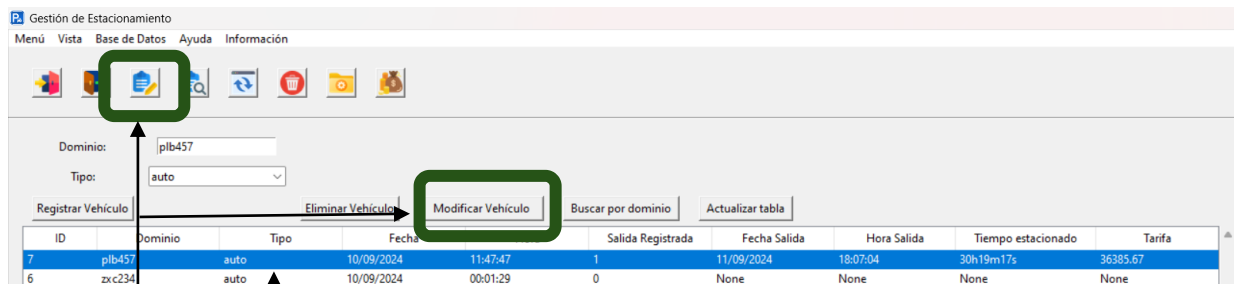 Gestión de Estacionamiento
Menú Vista Base de Datos Ayuda Información
Dominio: plb457
Tipo: auto
Registrar Vehículo Eliminar Vehículo Modificar Vehículo Buscar por dominio Actualizar tabla
ID Dominio Tipo Fecha Salida Registrada Fecha Salida Hora Salida Tiempo estacionado Tarifa
7 plb457 auto 10/09/2024 11:47:47 1 11/09/2024 18:07:04 30h19m17s 36385.67
6 zxc234 auto 10/09/2024 00:01:29 0 None None None None